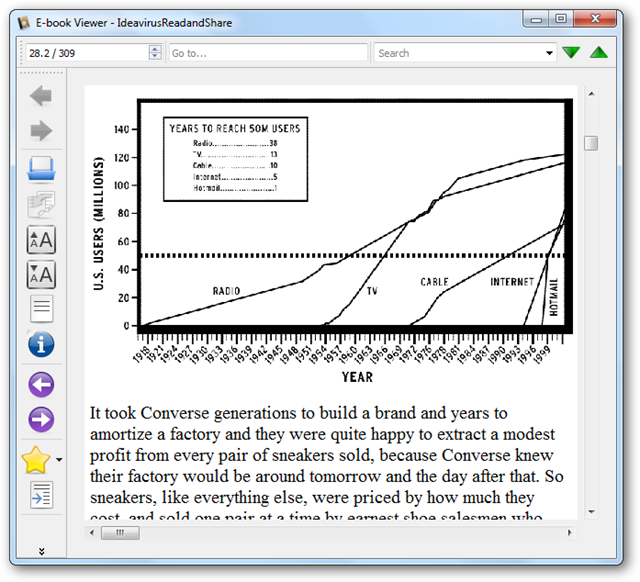 E-book Viewer - IdeavirusReadandShare
28.2 / 309
Go to...
Search
YEARS TO REACH 50M USERS
Radio.......................38
TV...........................13
Cable.......................10
Internet....................5
Hotmail....................1
U.S. USERS (MILLIONS)
140
120
100
80
60
40
20
0
RADIO
TV
CABLE
INTERNET
HOTMAIL
1918 1921 1924 1927 1930 1933 1936 1939 1942 1945 1948 1951 1954 1957 1960 1963 1966 1969 1972 1975 1978 1981 1984 1987 1990 1993 1996 1999
YEAR
It took Converse generations to build a brand and years to
amortize a factory and they were quite happy to extract a modest
profit from every pair of sneakers sold, because Converse knew
their factory would be around tomorrow and the day after that. So
sneakers, like everything else, were priced by how much they
cost, and sold one pair at a time by earnest shoe salesmen who